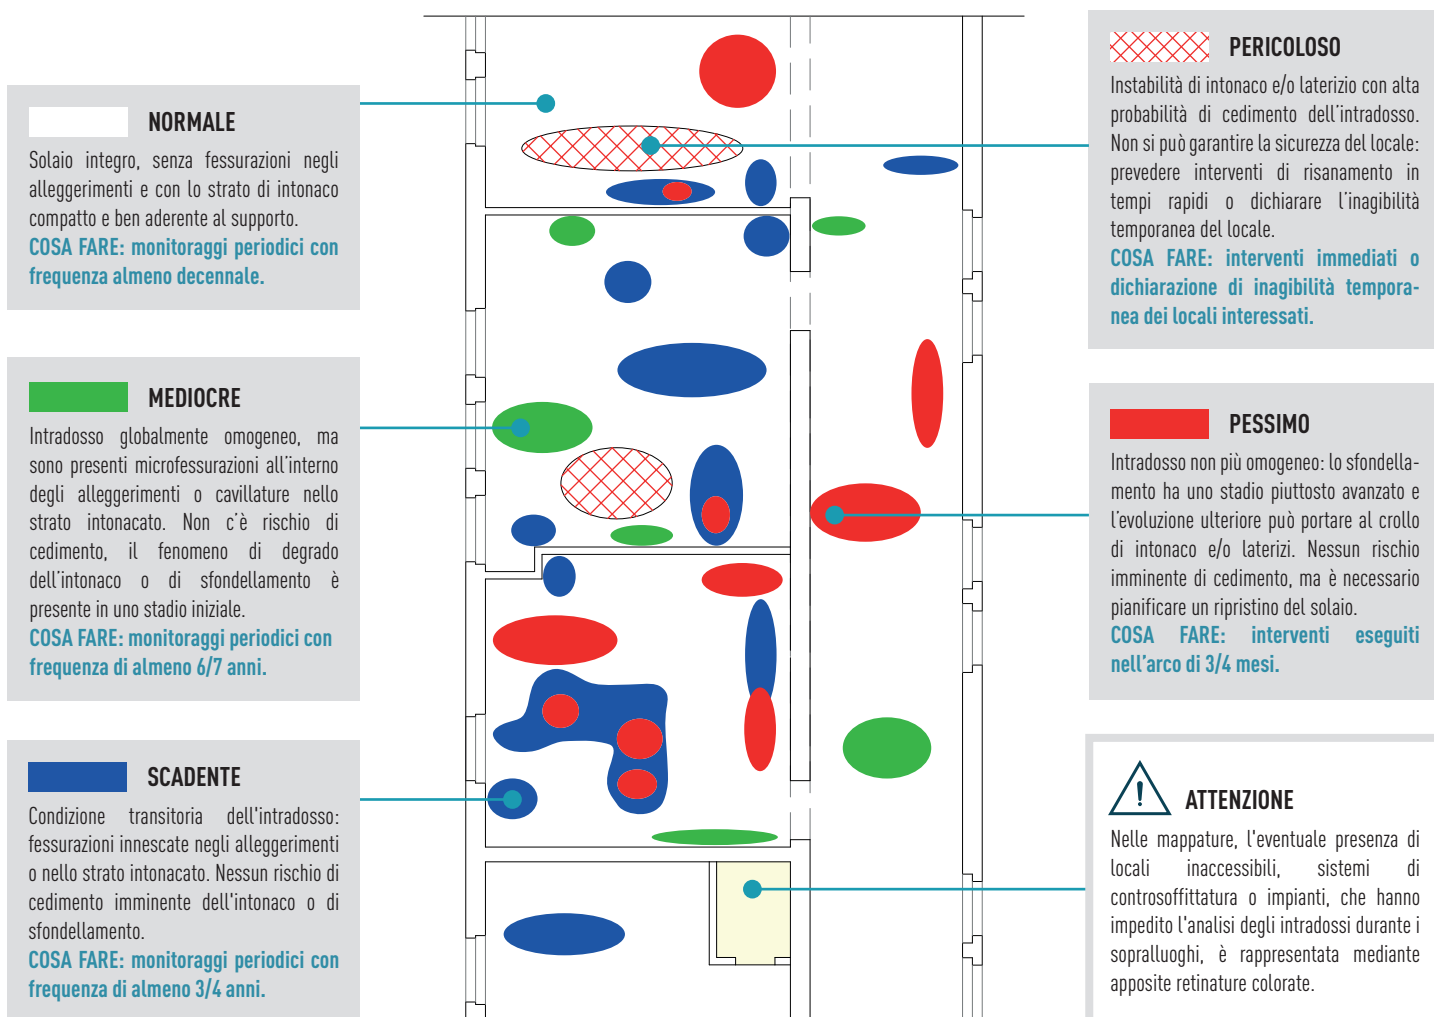 NORMALE
Solaio integro, senza fessurazioni negli
alleggerimenti e con lo strato di intonaco
compatto e ben aderente al supporto.
COSA FARE: monitoraggi periodici con
frequenza almeno decennale.
MEDIOCRE
Intradosso globalmente omogeneo, ma
sono presenti microfessurazioni all'interno
degli alleggerimenti o cavillature nello
strato intonacato. Non c'è rischio di
cedimento, il fenomeno di degrado
dell'intonaco o di sfondellamento è
presente in uno stadio iniziale.
COSA FARE: monitoraggi periodici con
frequenza di almeno 6/7 anni.
SCADENTE
Condizione transitoria dell'intradosso:
fessurazioni innescate negli alleggerimenti
o nello strato intonacato. Nessun rischio di
cedimento imminente dell'intonaco o di
sfondellamento.
COSA FARE: monitoraggi periodici con
frequenza di almeno 3/4 anni.
PERICOLOSO
Instabilità di intonaco e/o laterizio con alta
probabilità di cedimento dell'intradosso.
Non si può garantire la sicurezza del locale:
prevedere interventi di risanamento in
tempi rapidi o dichiarare l'inagibilità
temporanea del locale.
COSA FARE: interventi immediati o
dichiarazione di inagibilità tempora-
nea dei locali interessati.
PESSIMO
Intradosso non più omogeneo: lo sfondella-
mento ha uno stadio piuttosto avanzato e
l'evoluzione ulteriore può portare al crollo
di intonaco e/o laterizi. Nessun rischio
imminente di cedimento, ma è necessario
pianificare un ripristino del solaio.
COSA FARE: interventi eseguiti
nell'arco di 3/4 mesi.
! ATTENZIONE
Nelle mappature, l'eventuale presenza di
locali inaccessibili, sistemi di
controsoffittatura o impianti, che hanno
impedito l'analisi degli intradossi durante i
sopralluoghi, è rappresentata mediante
apposite retinature colorate.